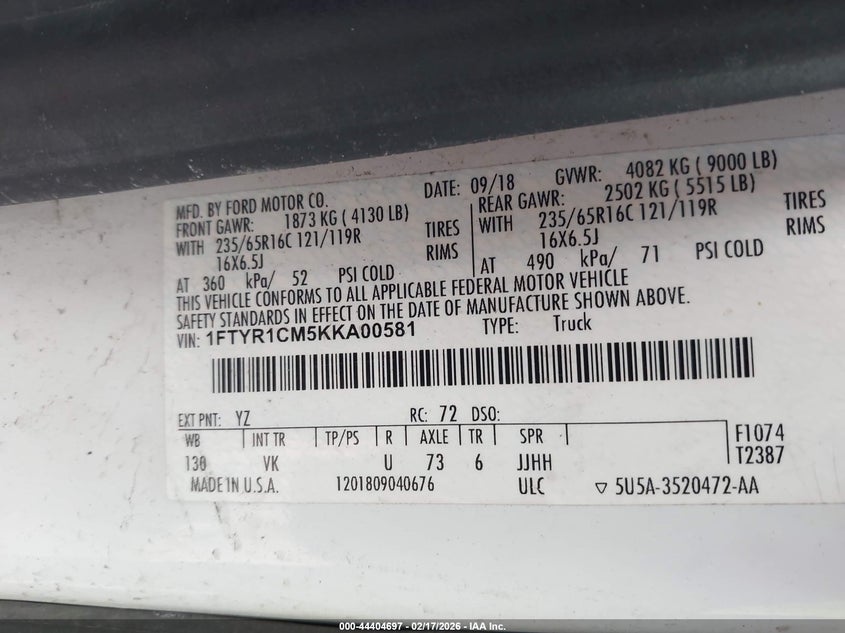 MFD. BY FORD MOTOR CO. DATE: 09/18 GVWR: 4082 KG ( 9000 LB)
FRONT GAWR: 1873 KG ( 4130 LB) REAR GAWR: 2502 KG ( 5515 LB)
WITH 235/65R16C 121/119R TIRES WITH 235/65R16C 121/119R TIRES
16X6.5J RIMS 16X6.5J RIMS
AT 360 kPa/ 52 PSI COLD AT 490 kPa/ 71 PSI COLD
THIS VEHICLE CONFORMS TO ALL APPLICABLE FEDERAL MOTOR VEHICLE
SAFETY STANDARDS IN EFFECT ON THE DATE OF MANUFACTURE SHOWN ABOVE.
VIN: 1FTYR1CM5KKA00581 TYPE: Truck
EXT PNT: YZ RC: 72 DSO:
WB INT TR TP/PS R AXLE TR SPR F1074
130 VK U 73 6 JJHH T2387
MADE IN U.S.A. 1201809040676 ULC ▽ 5U5A-3520472-AA
000-44404697 - 02/17/2026 - IAA Inc.